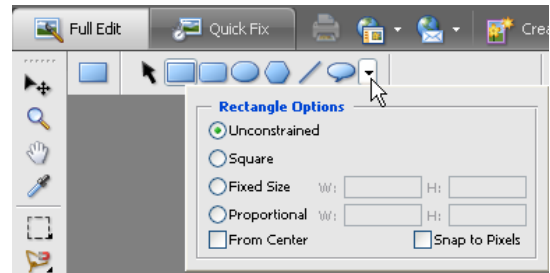 Full Edit Quick Fix Crea
Rectangle Options
Unconstrained
Square
Fixed Size W: H:
Proportional W: H:
From Center Snap to Pixels